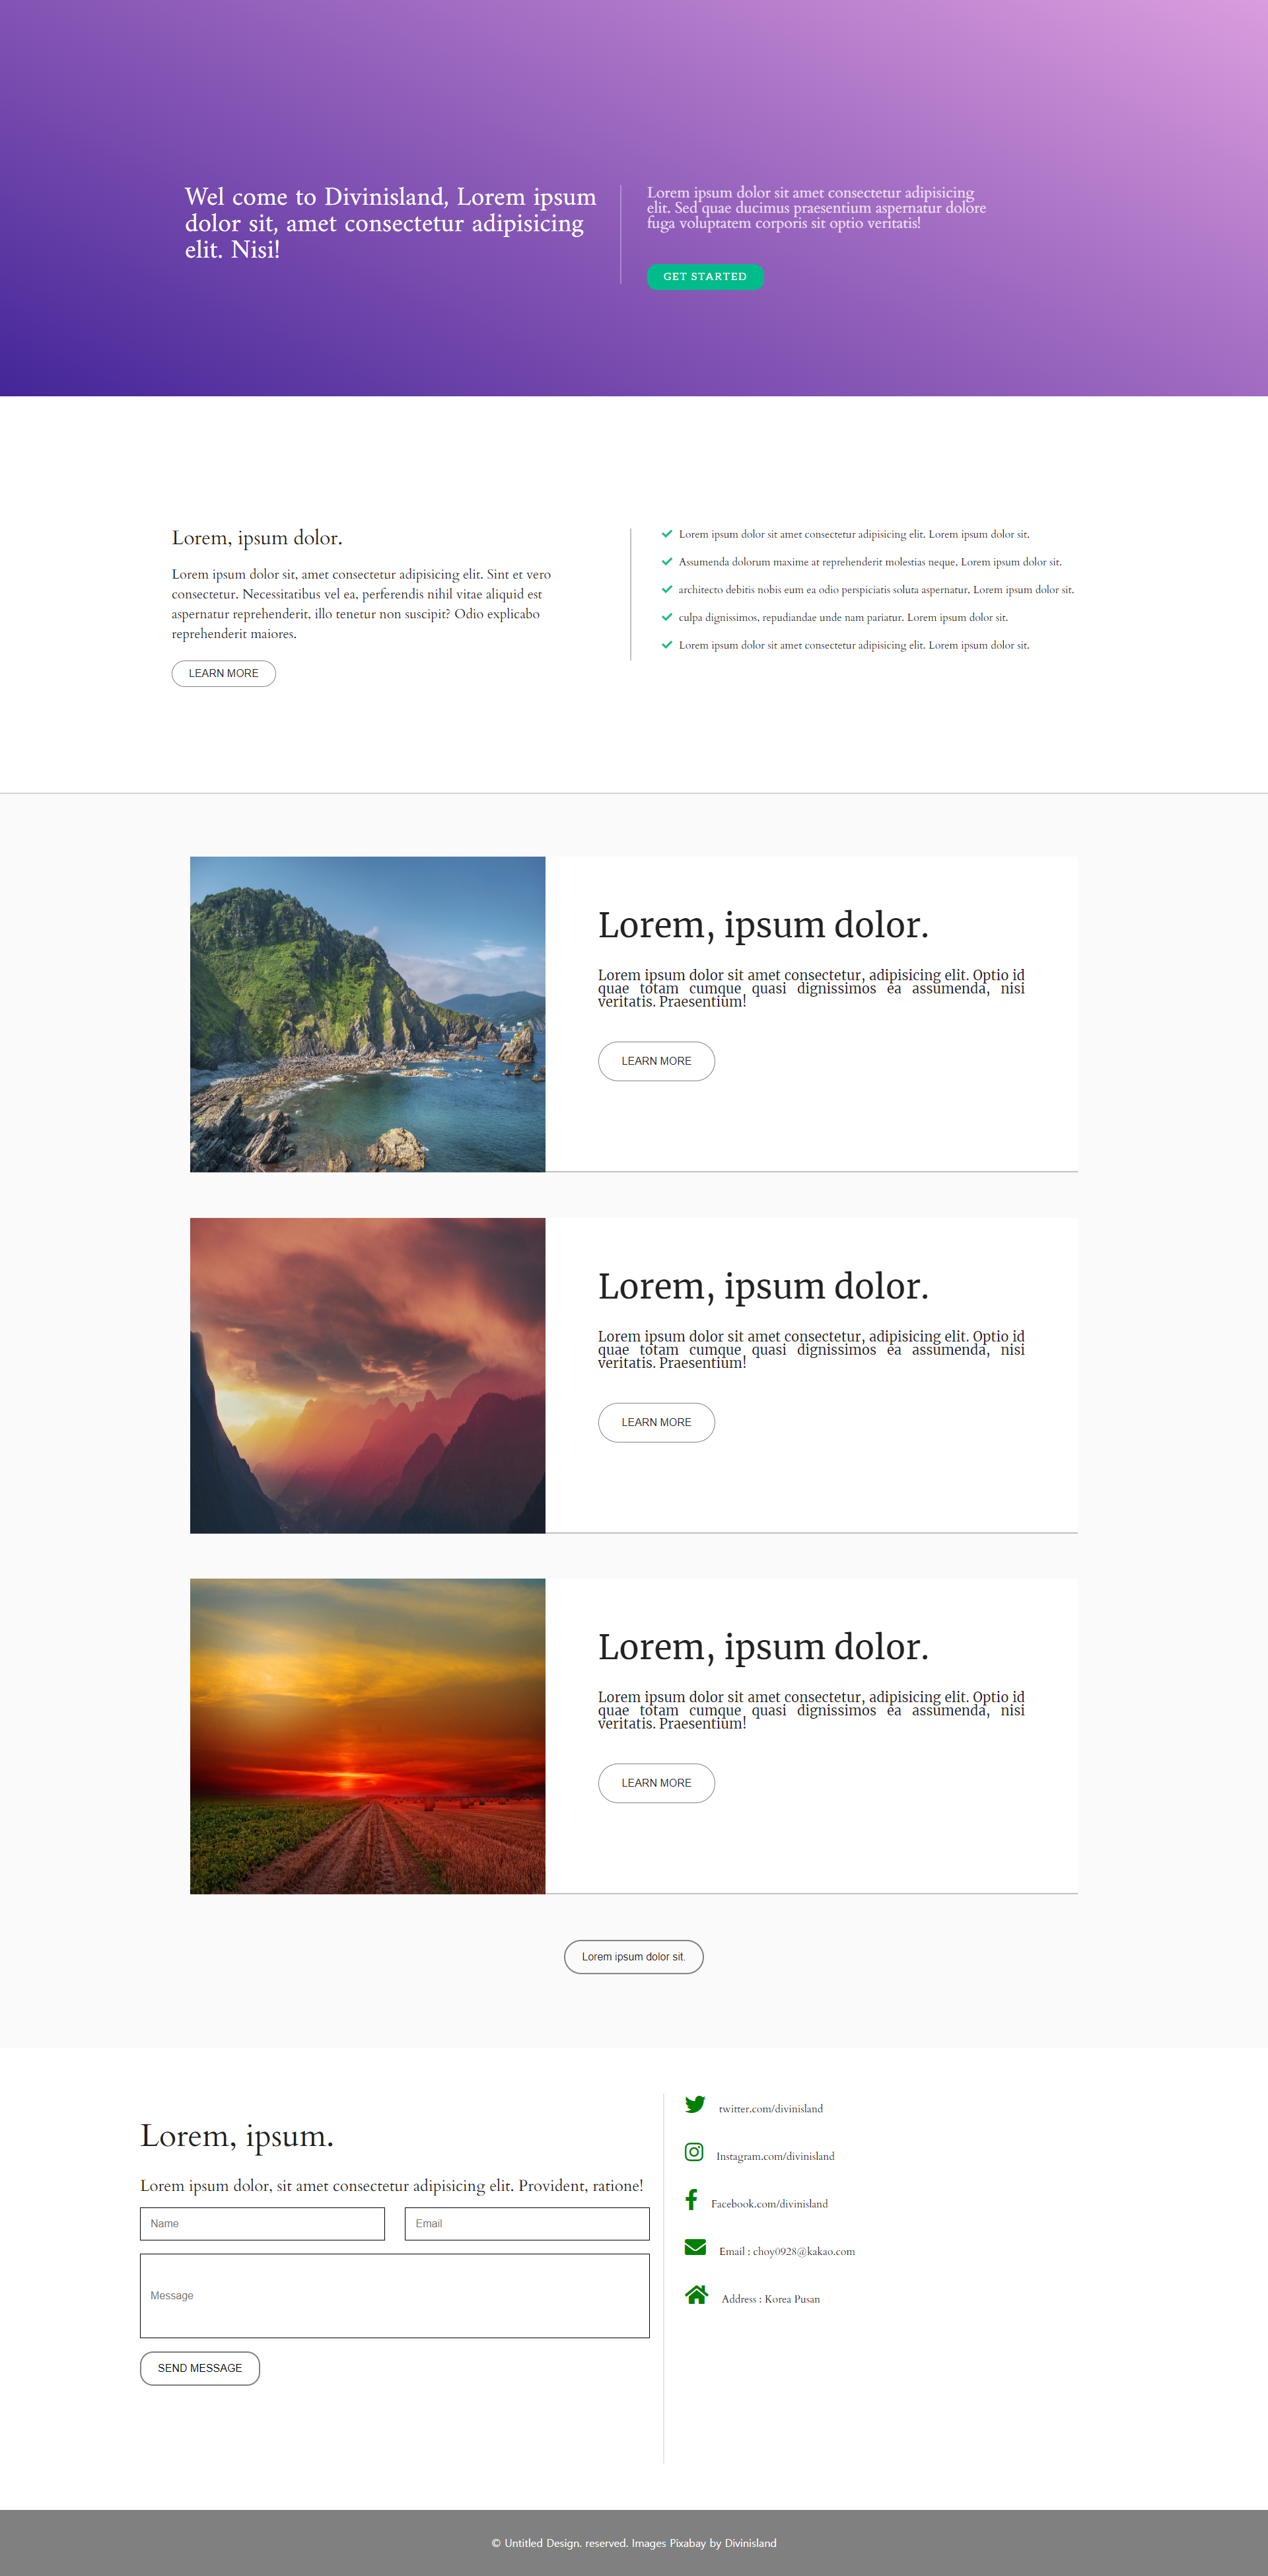 Wel come to Divinisland, Lorem ipsum
dolor sit, amet consectetur adipisicing
elit. Nisi!
Lorem ipsum dolor sit amet consectetur adipisicing
elit. Sed quae ducimus praesentium aspernatur dolore
fuga voluptatem corporis sit optio veritatis!
GET STARTED
Lorem, ipsum dolor.
Lorem ipsum dolor sit, amet consectetur adipisicing elit. Sint et vero
consectetur. Necessitatibus vel ea, perferendis nihil vitae aliquid est
aspernatur reprehenderit, illo tenetur non suscipit? Odio explicabo
reprehenderit maiores.
LEARN MORE
Lorem ipsum dolor sit amet consectetur adipisicing elit. Lorem ipsum dolor sit.
Assumenda dolorum maxime at reprehenderit molestias neque, Lorem ipsum dolor sit.
architecto debitis nobis eum ea odio perspiciatis soluta aspernatur, Lorem ipsum dolor sit.
culpa dignissimos, repudiandae unde nam pariatur. Lorem ipsum dolor sit.
Lorem ipsum dolor sit amet consectetur adipisicing elit. Lorem ipsum dolor sit.
Lorem, ipsum dolor.
Lorem ipsum dolor sit amet consectetur, adipisicing elit. Optio id
quae totam cumque quasi dignissimos ea assumenda, nisi
veritatis. Praesentium!
LEARN MORE
Lorem, ipsum dolor.
Lorem ipsum dolor sit amet consectetur, adipisicing elit. Optio id
quae totam cumque quasi dignissimos ea assumenda, nisi
veritatis. Praesentium!
LEARN MORE
Lorem, ipsum dolor.
Lorem ipsum dolor sit amet consectetur, adipisicing elit. Optio id
quae totam cumque quasi dignissimos ea assumenda, nisi
veritatis. Praesentium!
LEARN MORE
Lorem ipsum dolor sit.
Lorem, ipsum.
Lorem ipsum dolor, sit amet consectetur adipisicing elit. Provident, ratione!
Name
Email
Message
SEND MESSAGE
twitter.com/divinisland
Instagram.com/divinisland
Facebook.com/divinisland
Email : choy0928@kakao.com
Address : Korea Pusan
© Untitled Design. reserved. Images Pixabay by Divinisland